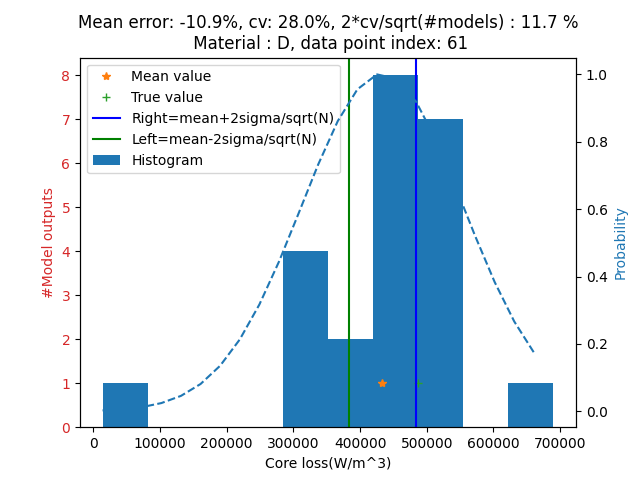 Mean error: -10.9%, cv: 28.0%, 2*cv/sqrt(#models) : 11.7 %
Material : D, data point index: 61
Mean value
True value
Right=mean+2sigma/sqrt(N)
Left=mean-2sigma/sqrt(N)
Histogram
8
7
6
5
4
3
2
1
0
#Model outputs
1.0
0.8
0.6
0.4
0.2
0.0
Probability
0 100000 200000 300000 400000 500000 600000 700000
Core loss(W/m^3)